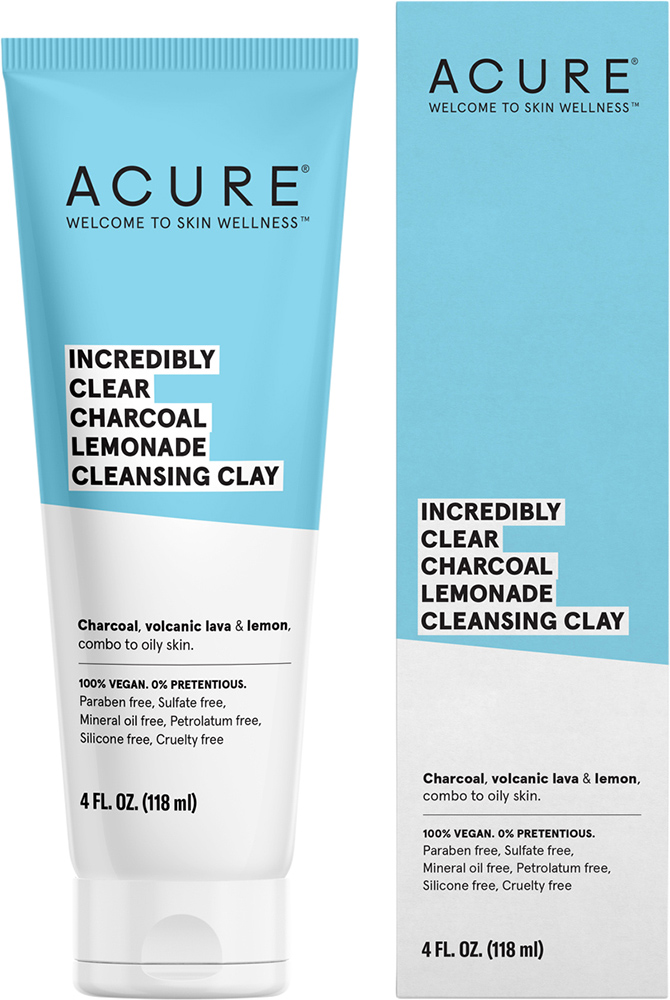 ACURE®
WELCOME TO SKIN WELLNESS™
INCREDIBLY
CLEAR
CHARCOAL
LEMONADE
CLEANSING CLAY
Charcoal, volcanic lava & lemon,
combo to oily skin.
100% VEGAN. 0% PRETENTIOUS.
Paraben free, Sulfate free,
Mineral oil free, Petrolatum free,
Silicone free, Cruelty free
4 FL. OZ. (118 ml)
ACURE®
WELCOME TO SKIN WELLNESS™
INCREDIBLY
CLEAR
CHARCOAL
LEMONADE
CLEANSING CLAY
Charcoal, volcanic lava & lemon,
combo to oily skin.
100% VEGAN. 0% PRETENTIOUS.
Paraben free, Sulfate free,
Mineral oil free, Petrolatum free,
Silicone free, Cruelty free
4 FL. OZ. (118 ml)